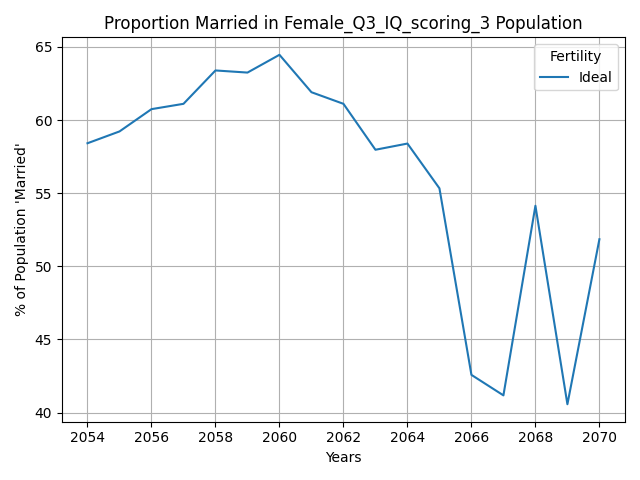 Proportion Married in Female_Q3_IQ_scoring_3 Population
Fertility
Ideal
% of Population 'Married'
65
60
55
50
45
40
2054 2056 2058 2060 2062 2064 2066 2068 2070
Years